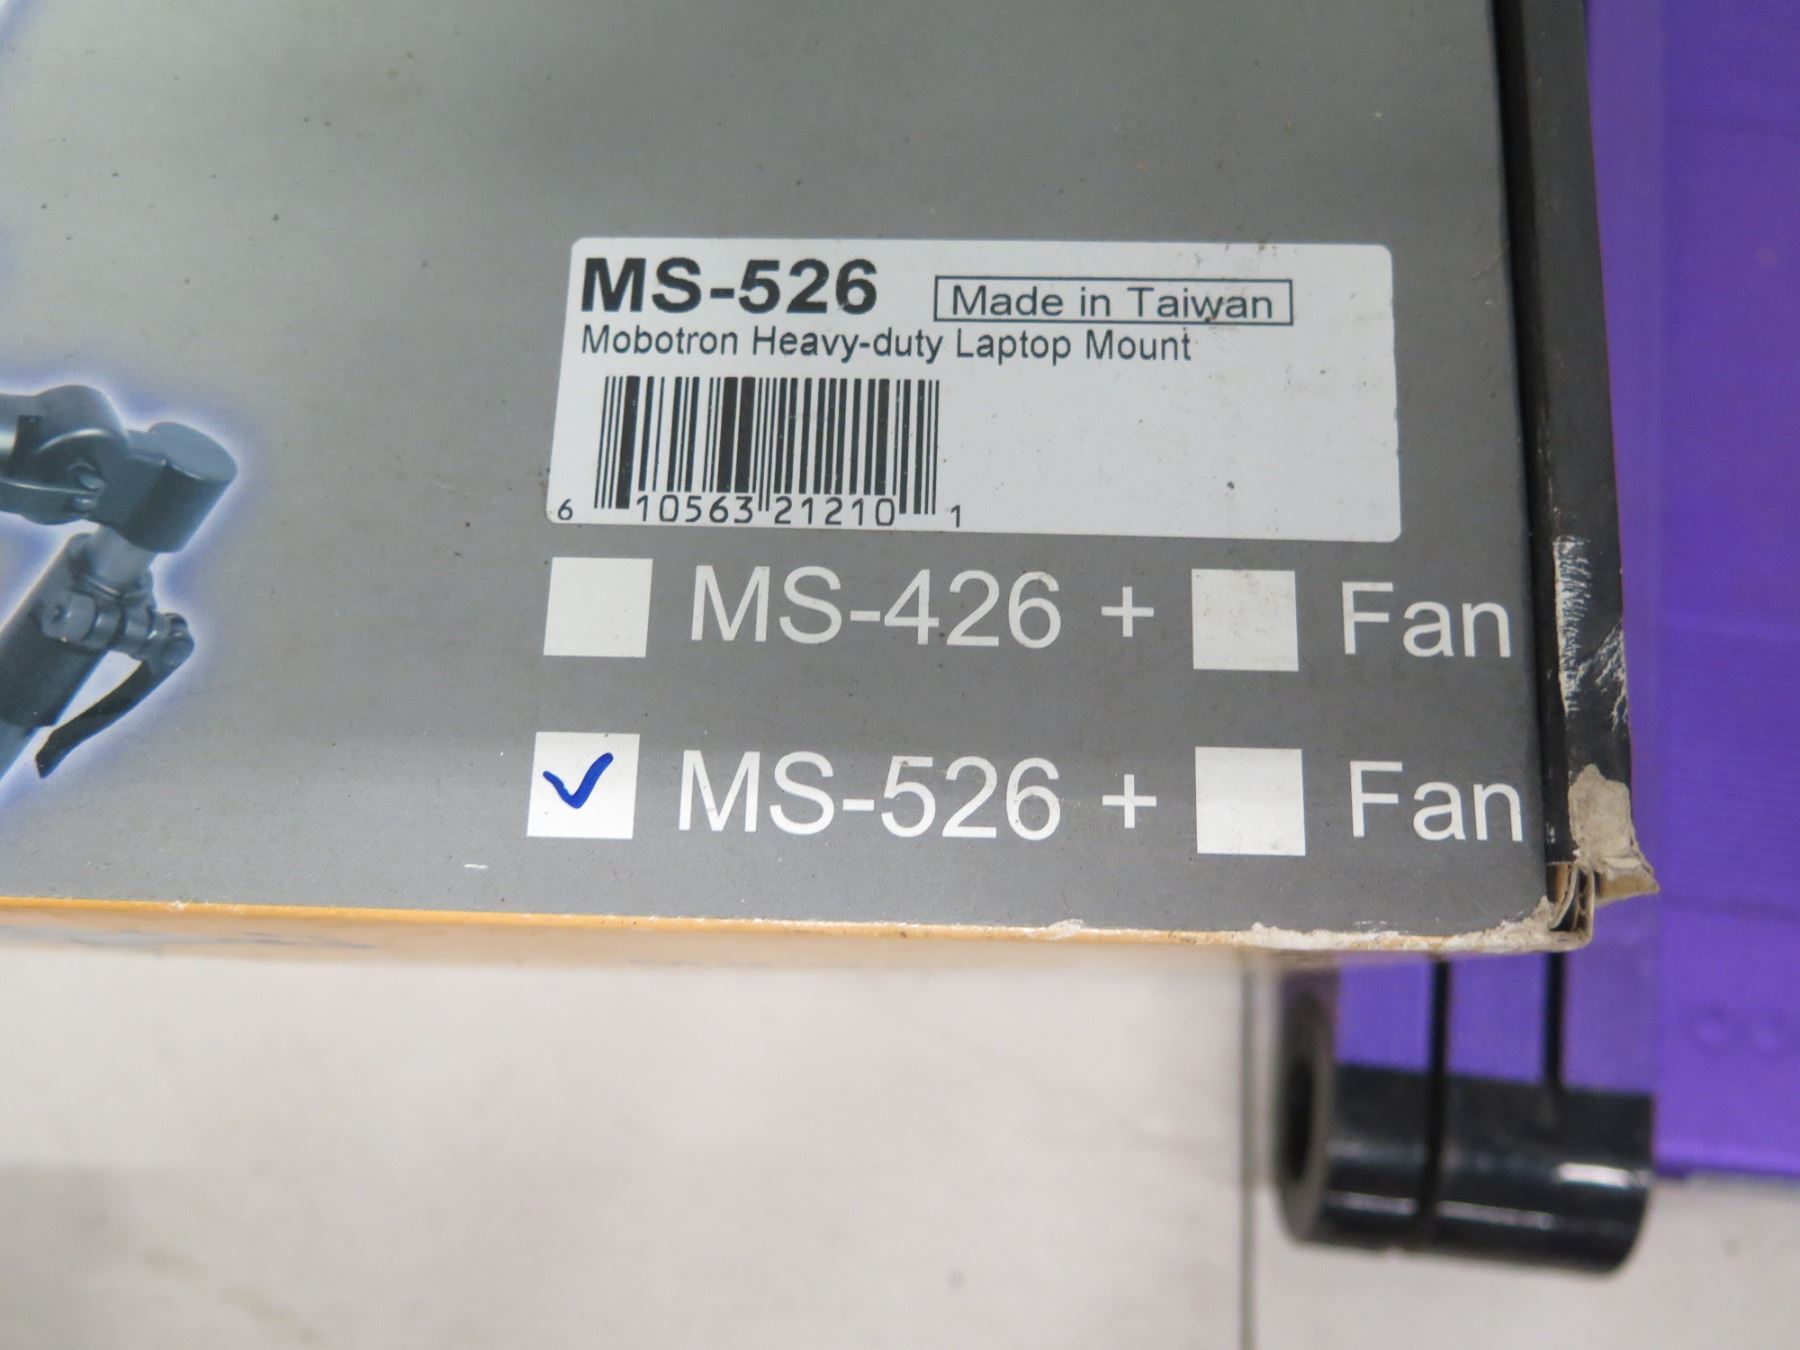 MS-526 Made in Taiwan
Mobotron Heavy-duty Laptop Mount
6 10563 21210 1
MS-426 + Fan
MS-526 + Fan